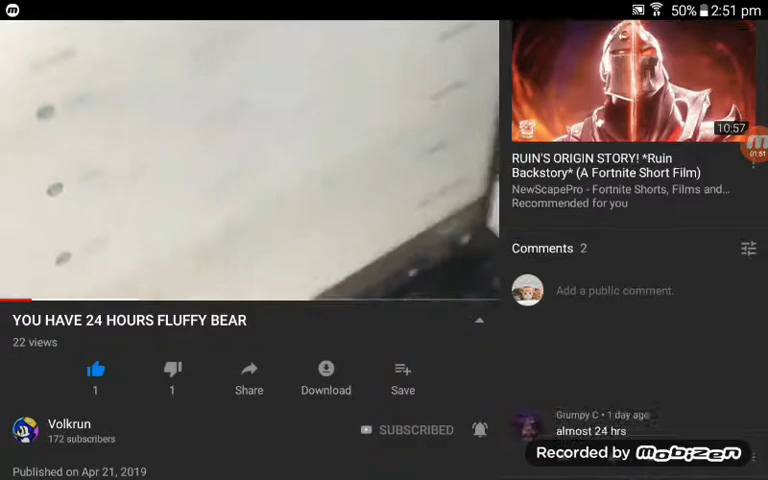 50% 2:51 pm
10:57
01:51
RUIN'S ORIGIN STORY! *Ruin
Backstory* (A Fortnite Short Film)
NewScapePro - Fortnite Shorts, Films and...
Recommended for you
Comments 2
Add a public comment.
YOU HAVE 24 HOURS FLUFFY BEAR
22 views
1
1
Share
Download
Save
Grumpy C • 1 day ago
almost 24 hrs
Volkrun
172 subscribers
SUBSCRIBED
Recorded by MOBIZEN
Published on Apr 21, 2019